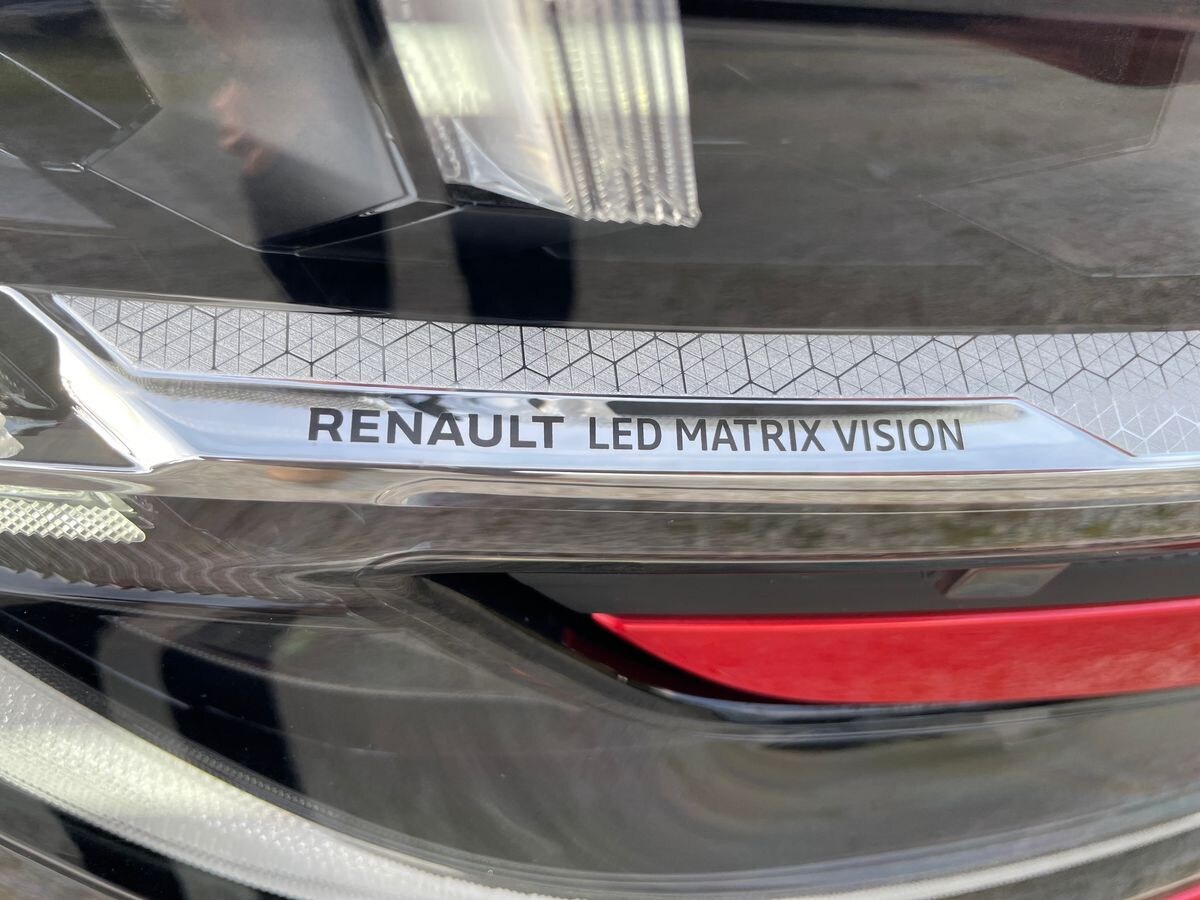 RENAULT LED MATRIX VISION